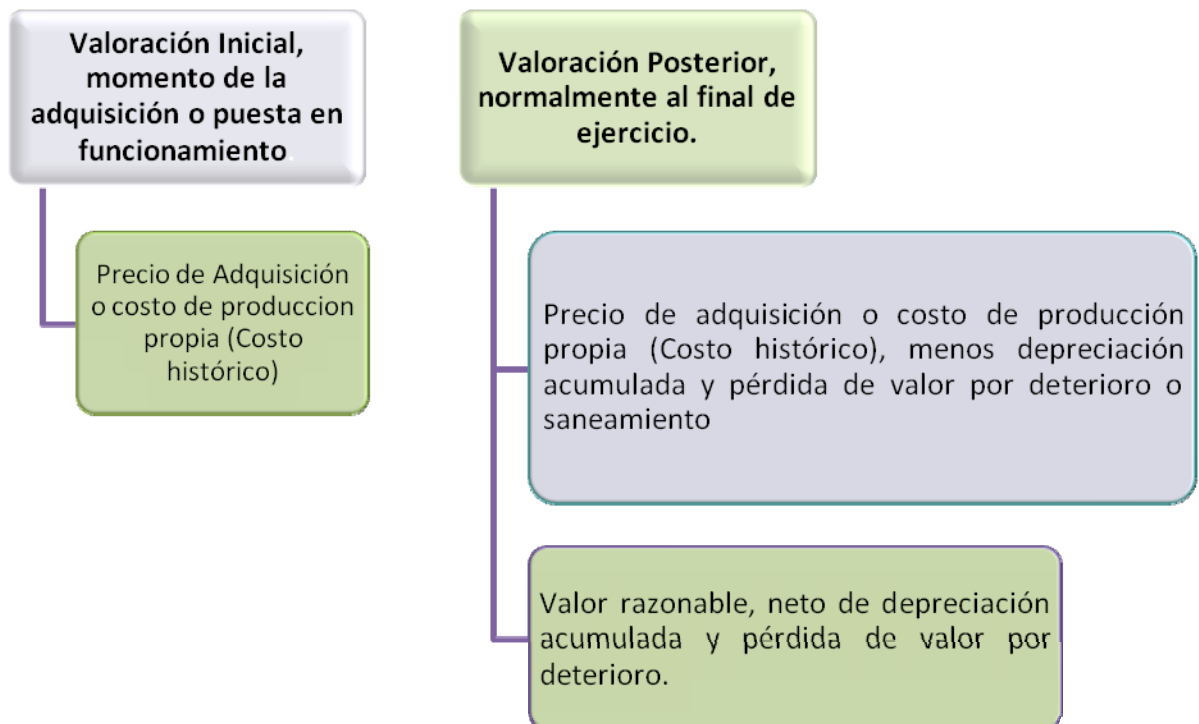 Valoración Inicial,
momento de la
adquisición o puesta en
funcionamiento.
Precio de Adquisición
o costo de produccion
propia (Costo
histórico)
Valoración Posterior,
normalmente al final de
ejercicio.
Precio de adquisición o costo de producción
propia (Costo histórico), menos depreciación
acumulada y pérdida de valor por deterioro o
saneamiento
Valor razonable, neto de depreciación
acumulada y pérdida de valor por
deterioro.